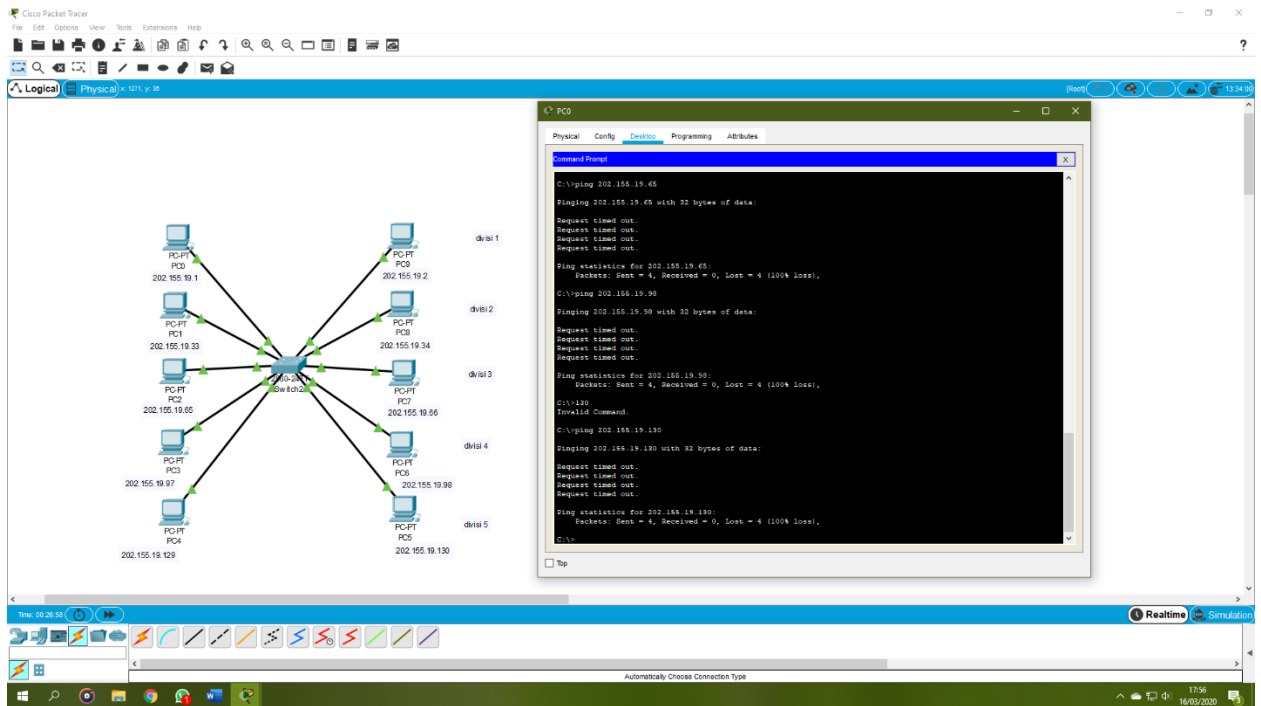 Cisco Packet Tracer
File Edit Options View Tools Extensions Help
?
Logical Physical x: 1271, y: 36 [Root] 13:34:00
PC0
Physical Config Desktop Programming Attributes
Command Prompt X
C:\>ping 202.155.19.65
Pinging 202.155.19.65 with 32 bytes of data:
Request timed out.
Request timed out.
Request timed out.
Request timed out.
Ping statistics for 202.155.19.65:
Packets: Sent = 4, Received = 0, Lost = 4 (100% loss),
C:\>ping 202.155.19.98
Pinging 202.155.19.98 with 32 bytes of data:
Request timed out.
Request timed out.
Request timed out.
Request timed out.
Ping statistics for 202.155.19.98:
Packets: Sent = 4, Received = 0, Lost = 4 (100% loss),
C:\>130
Invalid Command.
C:\>ping 202.155.19.130
Pinging 202.155.19.130 with 32 bytes of data:
Request timed out.
Request timed out.
Request timed out.
Request timed out.
Ping statistics for 202.155.19.130:
Packets: Sent = 4, Received = 0, Lost = 4 (100% loss),
C:\>
Top
PC-PT
PC0
202.155.19.1
PC-PT
PC9
202.155.19.2
divisi 1
PC-PT
PC1
202.155.19.33
PC-PT
PC8
202.155.19.34
divisi 2
Switch2
PC-PT
PC2
202.155.19.65
PC-PT
PC7
202.155.19.66
divisi 3
PC-PT
PC3
202.155.19.97
PC-PT
PC6
202.155.19.98
divisi 4
PC-PT
PC4
202.155.19.129
PC-PT
PC5
202.155.19.130
divisi 5
Time: 00:26:58 Realtime Simulation
Automatically Choose Connection Type
17:56
16/03/2020